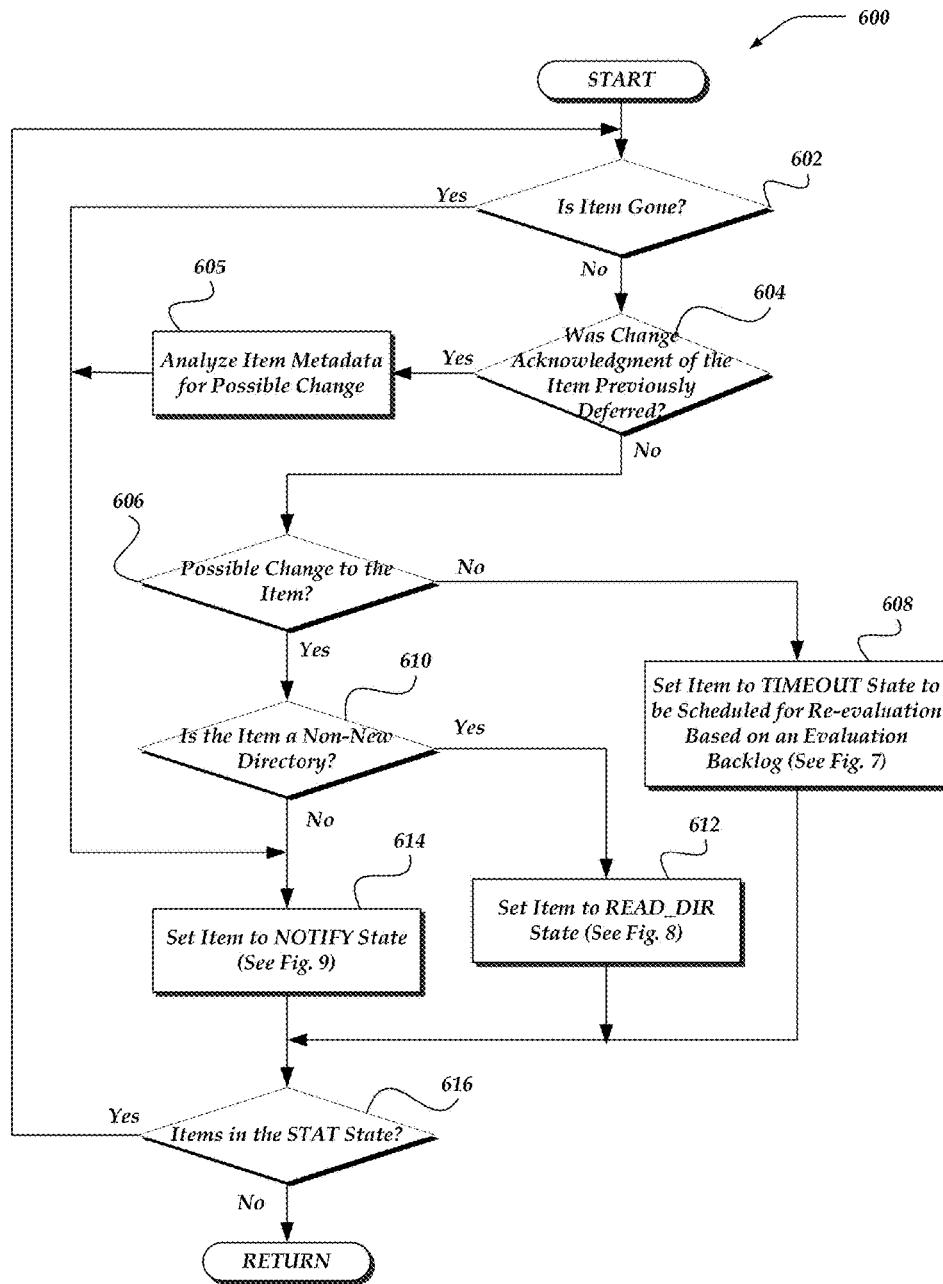 600
START
602
Yes
Is Item Gone?
No
605
604
Analyze Item Metadata
for Possible Change
Yes
Was Change
Acknowledgment of the
Item Previously
Deferred?
No
606
Possible Change to the
Item?
No
608
Yes
610
Set Item to TIMEOUT State to
be Scheduled for Re-evaluation
Based on an Evaluation
Backlog (See Fig. 7)
Is the Item a Non-New
Directory?
Yes
No
614
612
Set Item to NOTIFY State
(See Fig. 9)
Set Item to READ_DIR
State (See Fig. 8)
616
Yes
Items in the STAT State?
No
RETURN